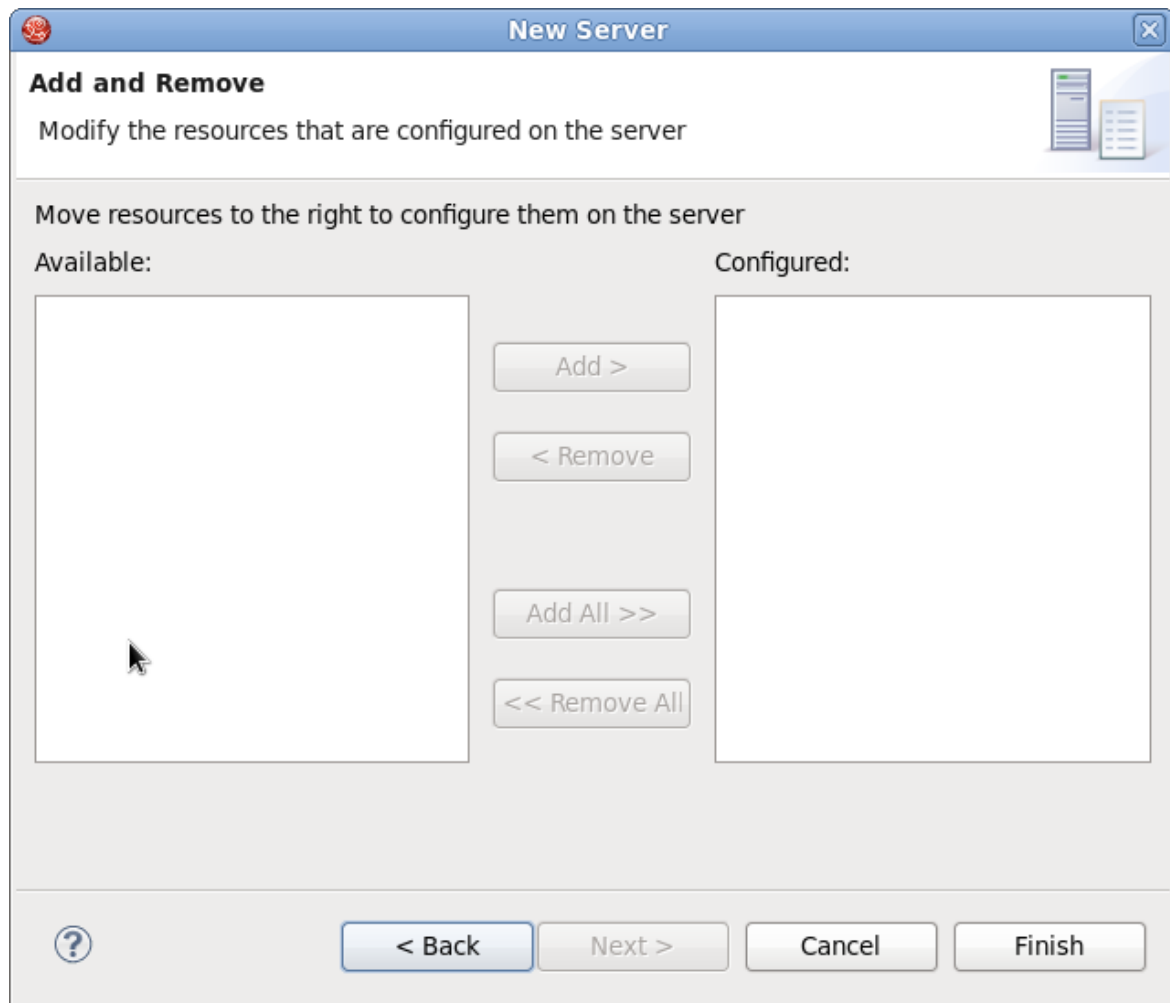 New Server
Add and Remove
Modify the resources that are configured on the server
Move resources to the right to configure them on the server
Available:
Configured:
Add >
< Remove
Add All >>
<< Remove All
?
< Back
Next >
Cancel
Finish